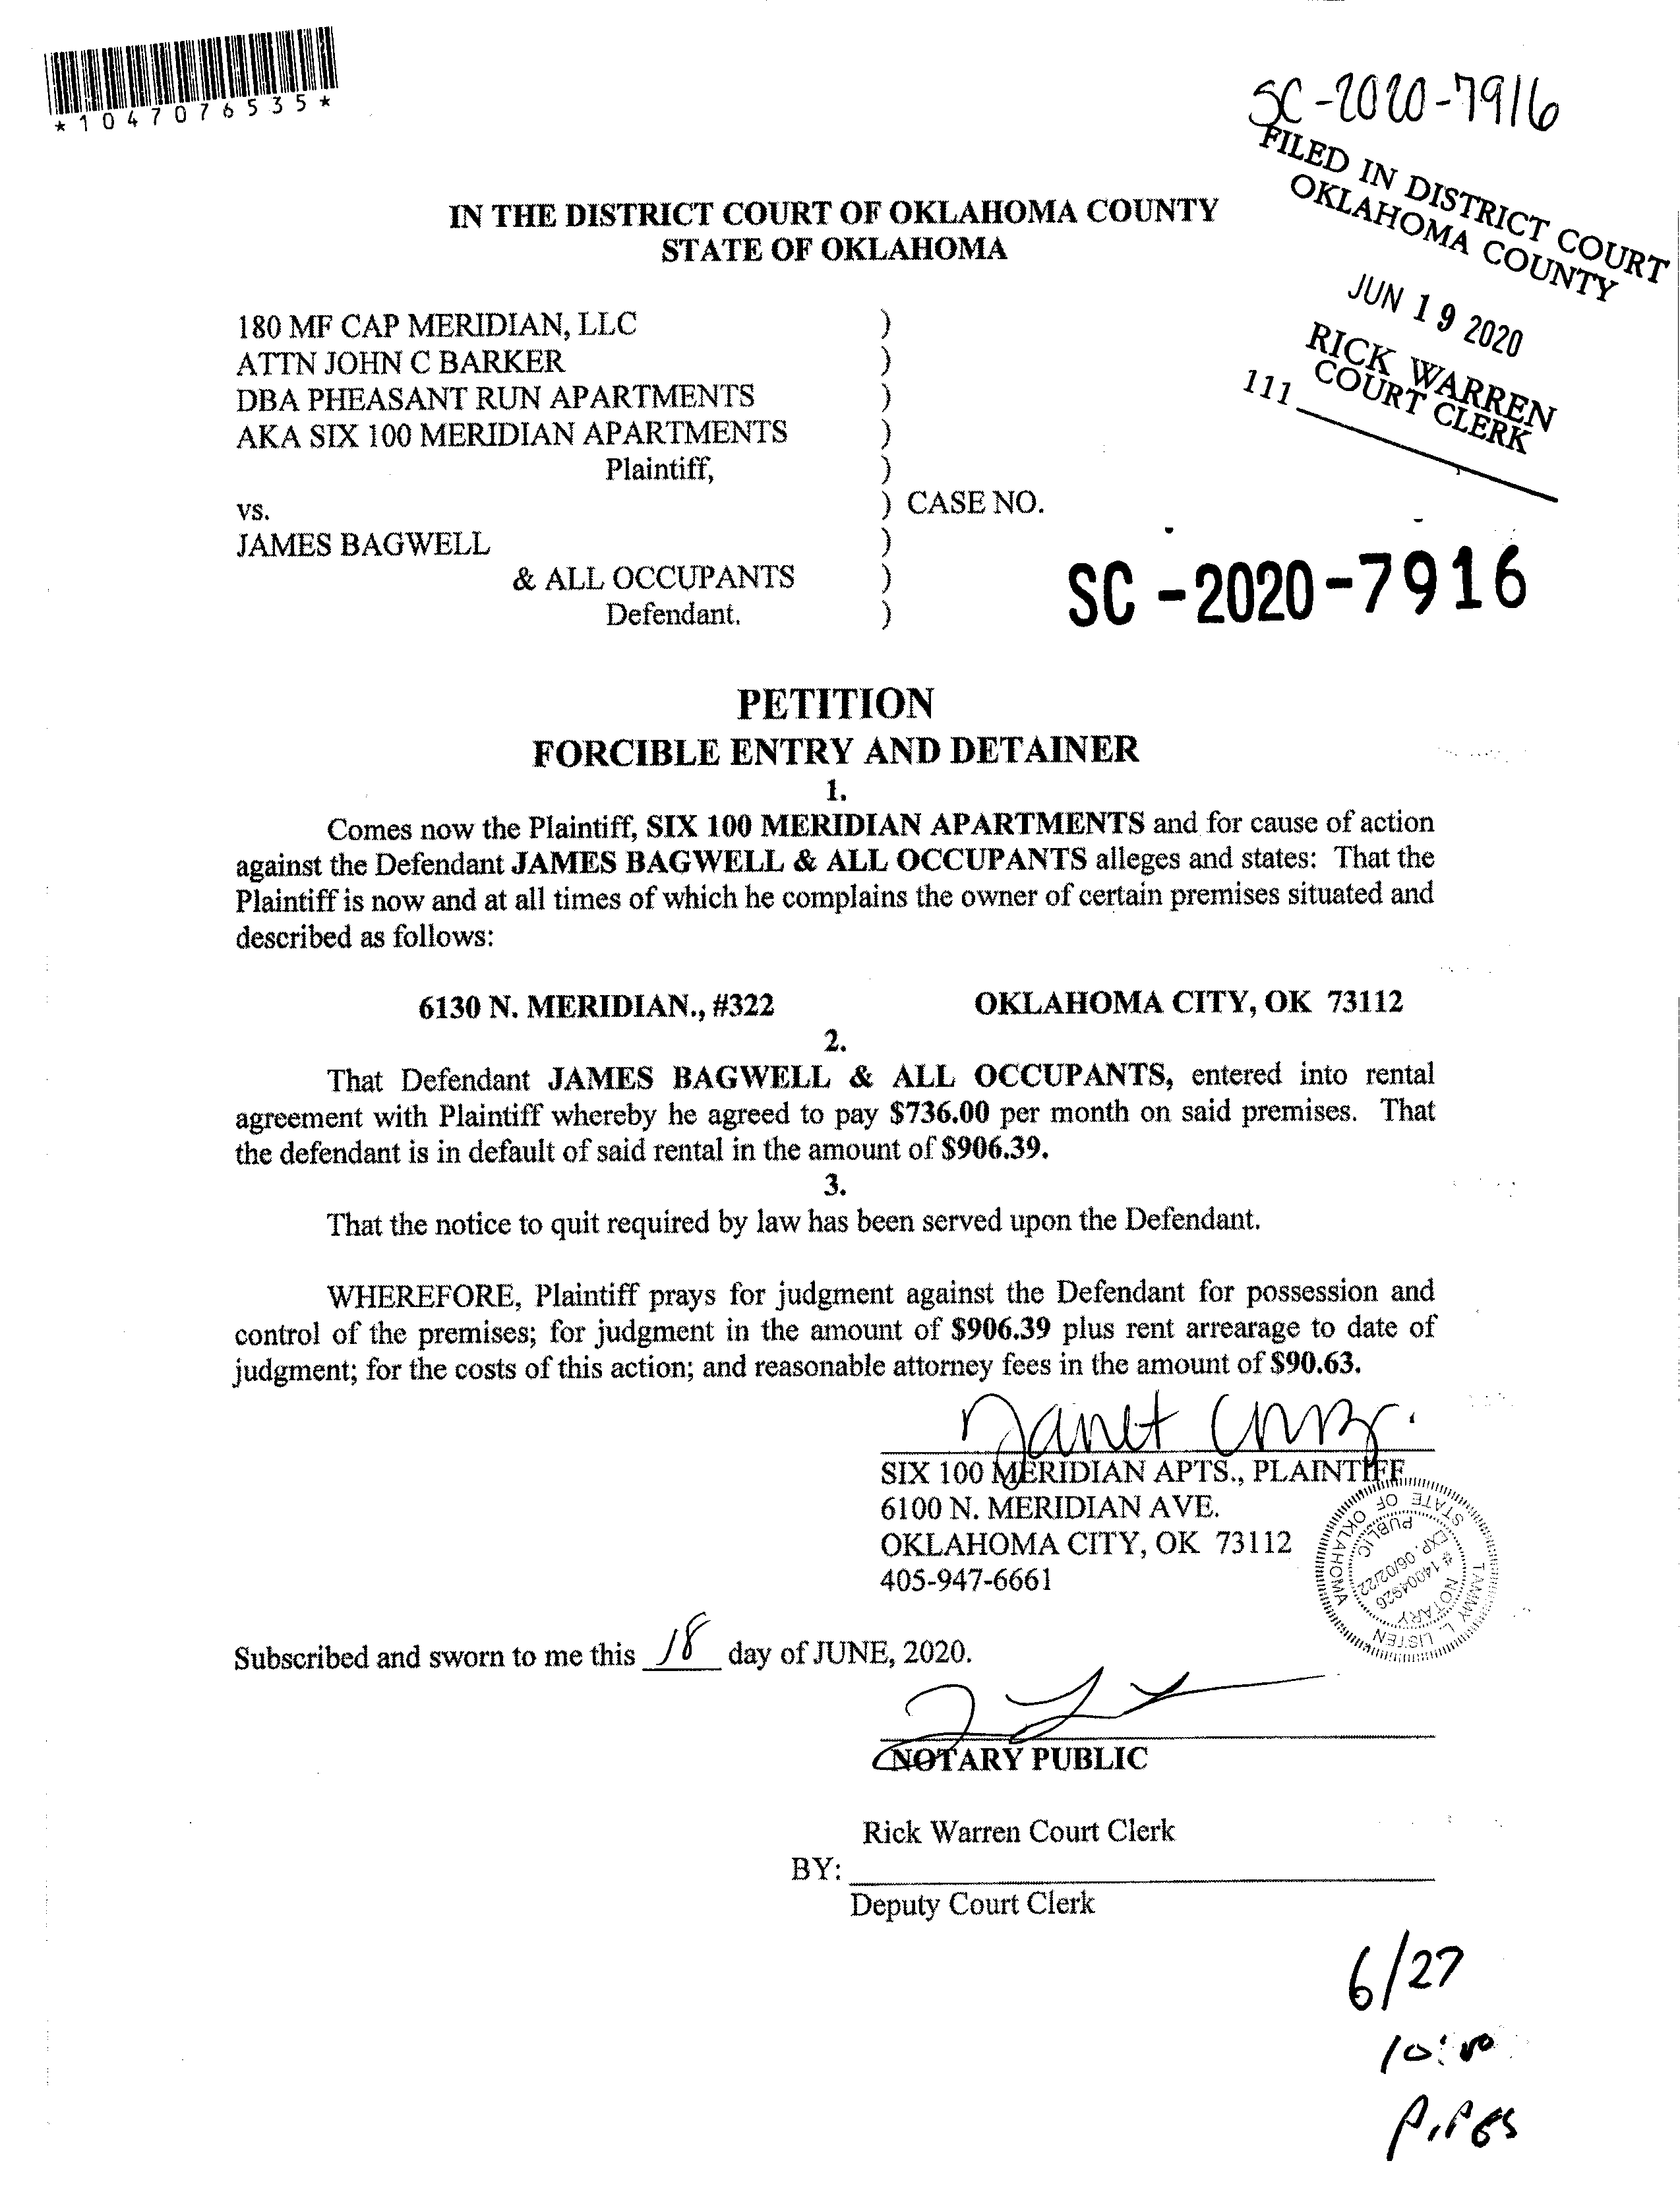 *1047076535*
SC-2020-7916
FILED IN DISTRICT COURT
OKLAHOMA COUNTY
JUN 19 2020
RICK WARREN
COURT CLERK
111
IN THE DISTRICT COURT OF OKLAHOMA COUNTY
STATE OF OKLAHOMA
180 MF CAP MERIDIAN, LLC )
ATTN JOHN C BARKER )
DBA PHEASANT RUN APARTMENTS )
AKA SIX 100 MERIDIAN APARTMENTS )
Plaintiff, )
vs. ) CASE NO.
JAMES BAGWELL )
& ALL OCCUPANTS )
Defendant. )
SC-2020-7916
PETITION
FORCIBLE ENTRY AND DETAINER
1.
Comes now the Plaintiff, SIX 100 MERIDIAN APARTMENTS and for cause of action
against the Defendant JAMES BAGWELL & ALL OCCUPANTS alleges and states: That the
Plaintiff is now and at all times of which he complains the owner of certain premises situated and
described as follows:
6130 N. MERIDIAN., #322 OKLAHOMA CITY, OK 73112
2.
That Defendant JAMES BAGWELL & ALL OCCUPANTS, entered into rental
agreement with Plaintiff whereby he agreed to pay $736.00 per month on said premises. That
the defendant is in default of said rental in the amount of $906.39.
3.
That the notice to quit required by law has been served upon the Defendant.
WHEREFORE, Plaintiff prays for judgment against the Defendant for possession and
control of the premises; for judgment in the amount of $906.39 plus rent arrearage to date of
judgment; for the costs of this action; and reasonable attorney fees in the amount of $90.63.
Janet
SIX 100 MERIDIAN APTS., PLAINTIFF
6100 N. MERIDIAN AVE.
OKLAHOMA CITY, OK 73112
405-947-6661
TAMMY L. LISTEN
STATE OF OKLAHOMA
NOTARY PUBLIC
# 14004926
EXP. 06/02/22
Subscribed and sworn to me this 18 day of JUNE, 2020.
NOTARY PUBLIC
Rick Warren Court Clerk
BY:
Deputy Court Clerk
6/27
10:00